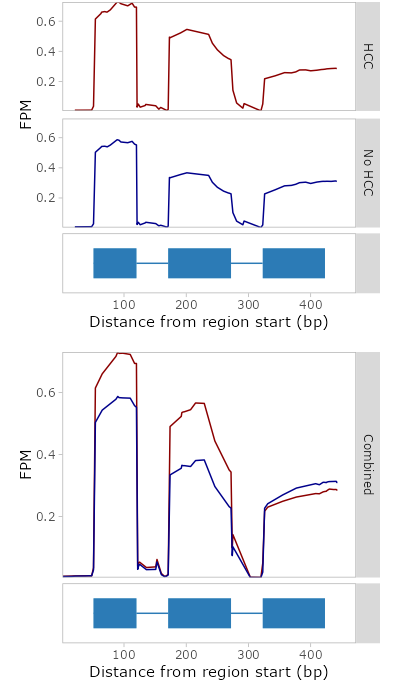 0.6
0.4
0.2
HCC
FPM
0.6
0.4
0.2
No HCC
100 200 300 400
Distance from region start (bp)
0.6
0.2
FPM
Combined
100 200 300 400
Distance from region start (bp)